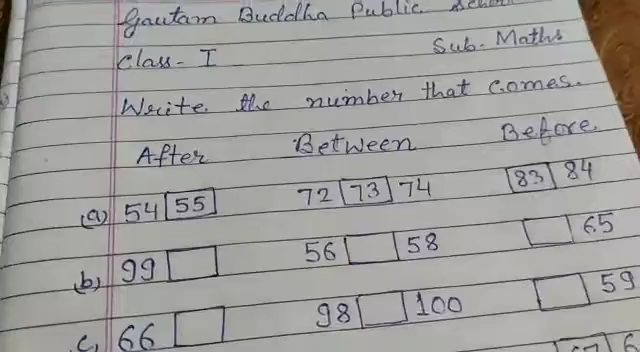 Gautam Buddha Public
Class - I Sub. Maths
Write the number that comes.
After Between Before
(a) 54 55 72 73 74 83 84
(b) 99 56 58 65
c, 66 98 100 59